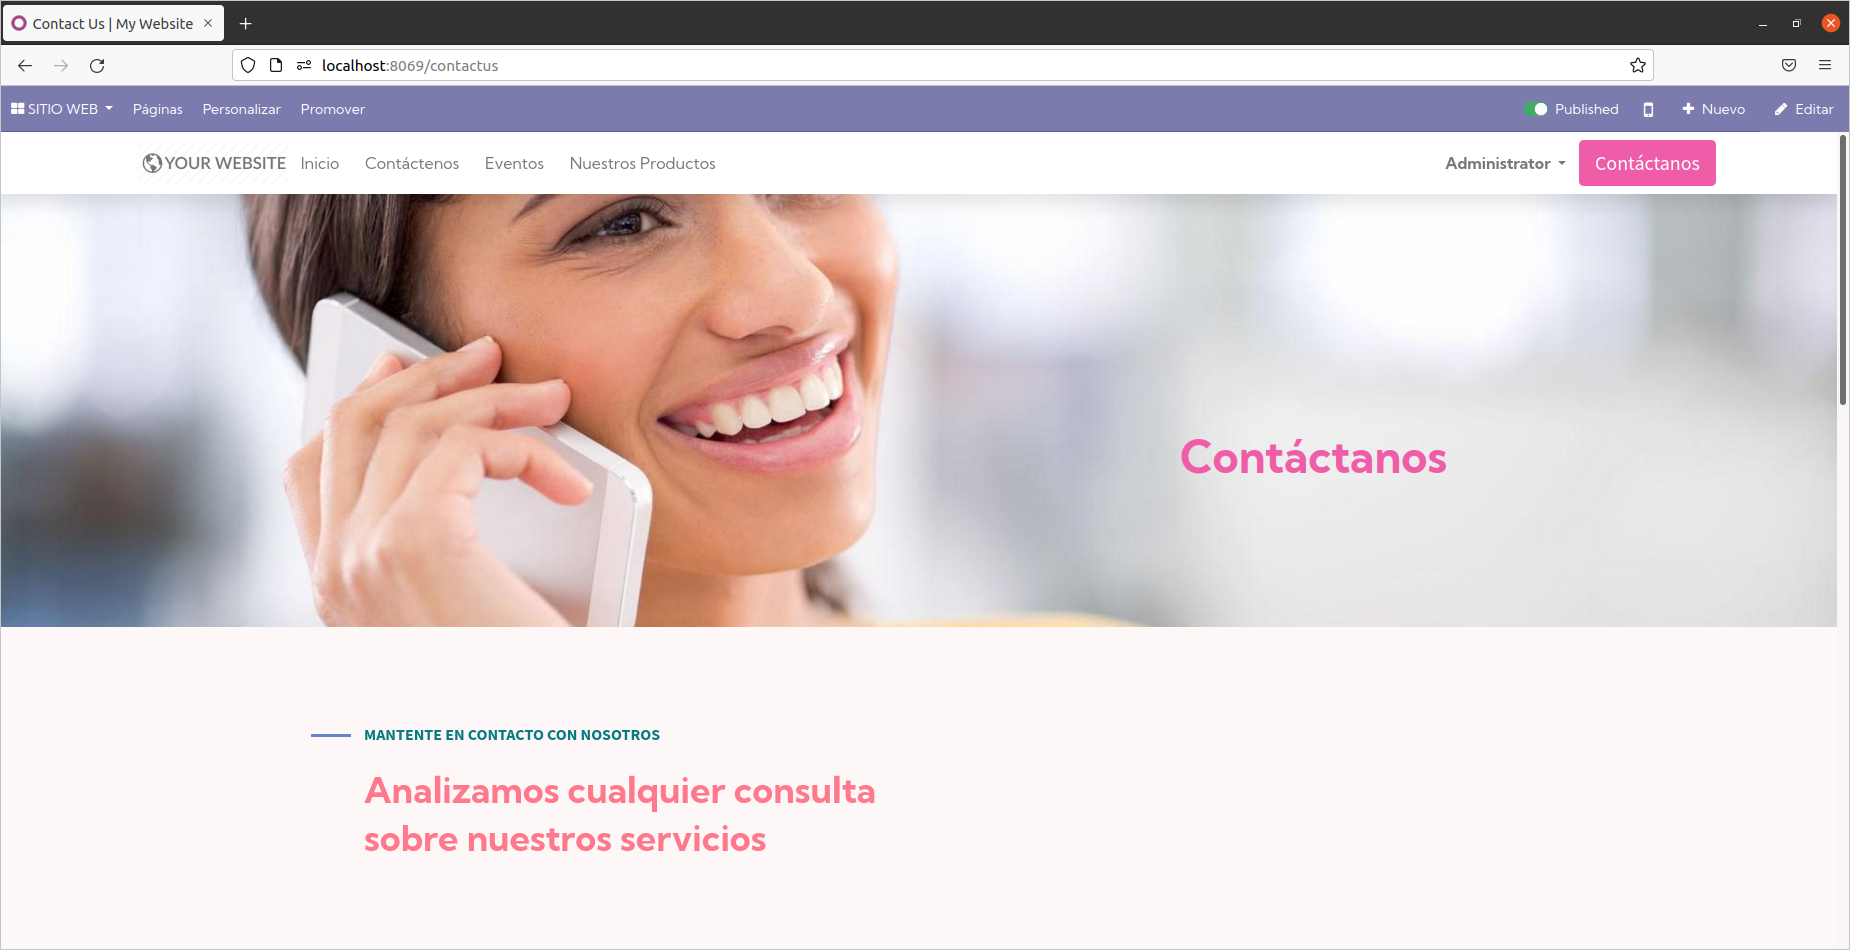 Contact Us | My Website
localhost:8069/contactus
SITIO WEB Páginas Personalizar Promover Published Nuevo Editar
YOUR WEBSITE Inicio Contáctenos Eventos Nuestros Productos Administrator Contáctanos
Contáctanos
MANTENTE EN CONTACTO CON NOSOTROS
Analizamos cualquier consulta
sobre nuestros servicios